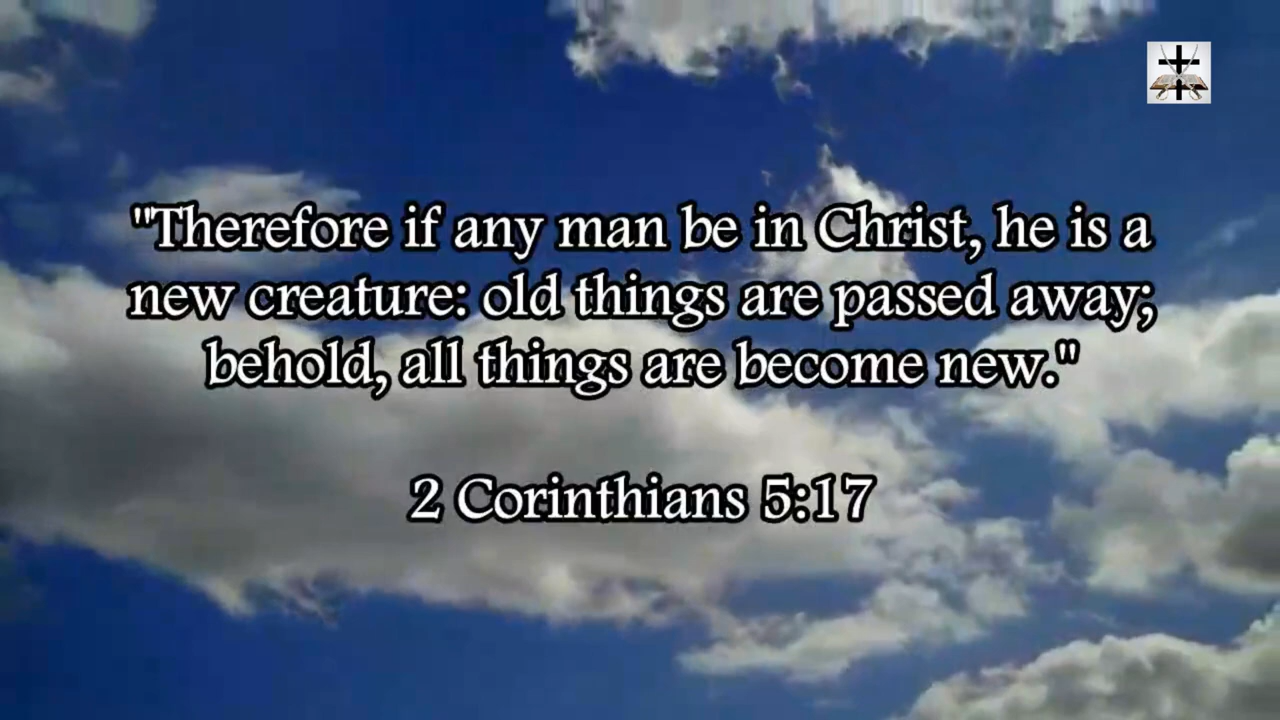 "Therefore if any man be in Christ, he is a
new creature: old things are passed away;
behold, all things are become new."
2 Corinthians 5:17